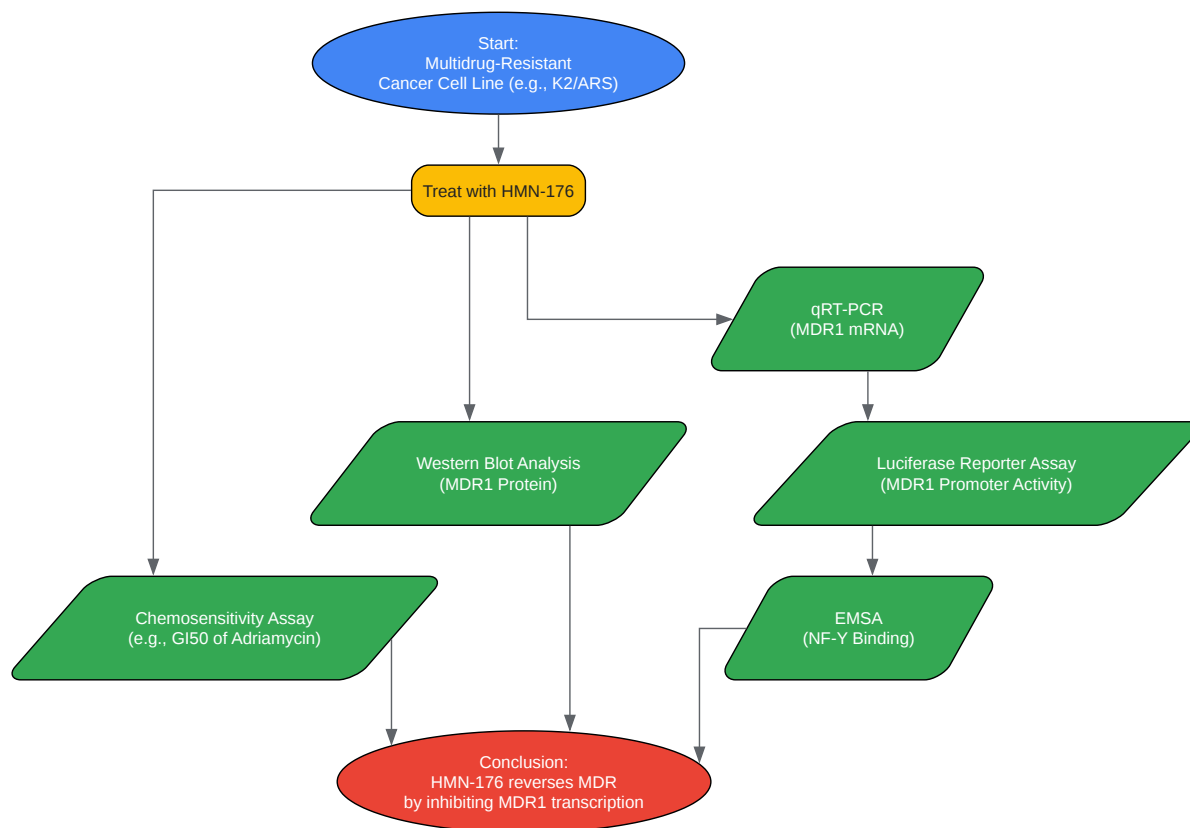 Start:
Multidrug-Resistant
Cancer Cell Line (e.g., K2/ARS)
Treat with HMN-176
qRT-PCR
(MDR1 mRNA)
Western Blot Analysis
(MDR1 Protein)
Luciferase Reporter Assay
(MDR1 Promoter Activity)
Chemosensitivity Assay
(e.g., GI50 of Adriamycin)
EMSA
(NF-Y Binding)
Conclusion:
HMN-176 reverses MDR
by inhibiting MDR1 transcription